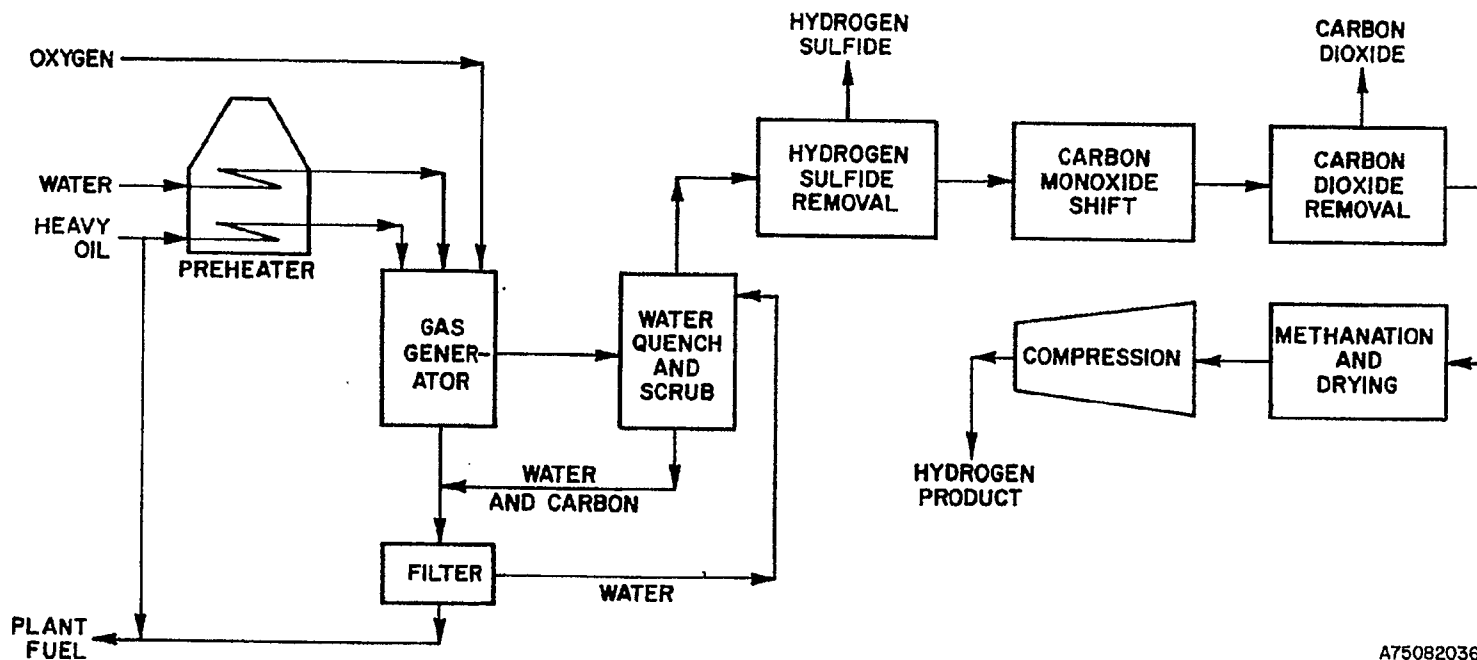 HYDROGEN
SULFIDE
CARBON
DIOXIDE
OXYGEN
WATER
HEAVY
OIL
PREHEATER
GAS
GENER-
ATOR
WATER
QUENCH
AND
SCRUB
HYDROGEN
SULFIDE
REMOVAL
CARBON
MONOXIDE
SHIFT
CARBON
DIOXIDE
REMOVAL
METHANATION
AND
DRYING
COMPRESSION
HYDROGEN
PRODUCT
WATER
AND CARBON
FILTER
WATER
PLANT
FUEL
A75082036